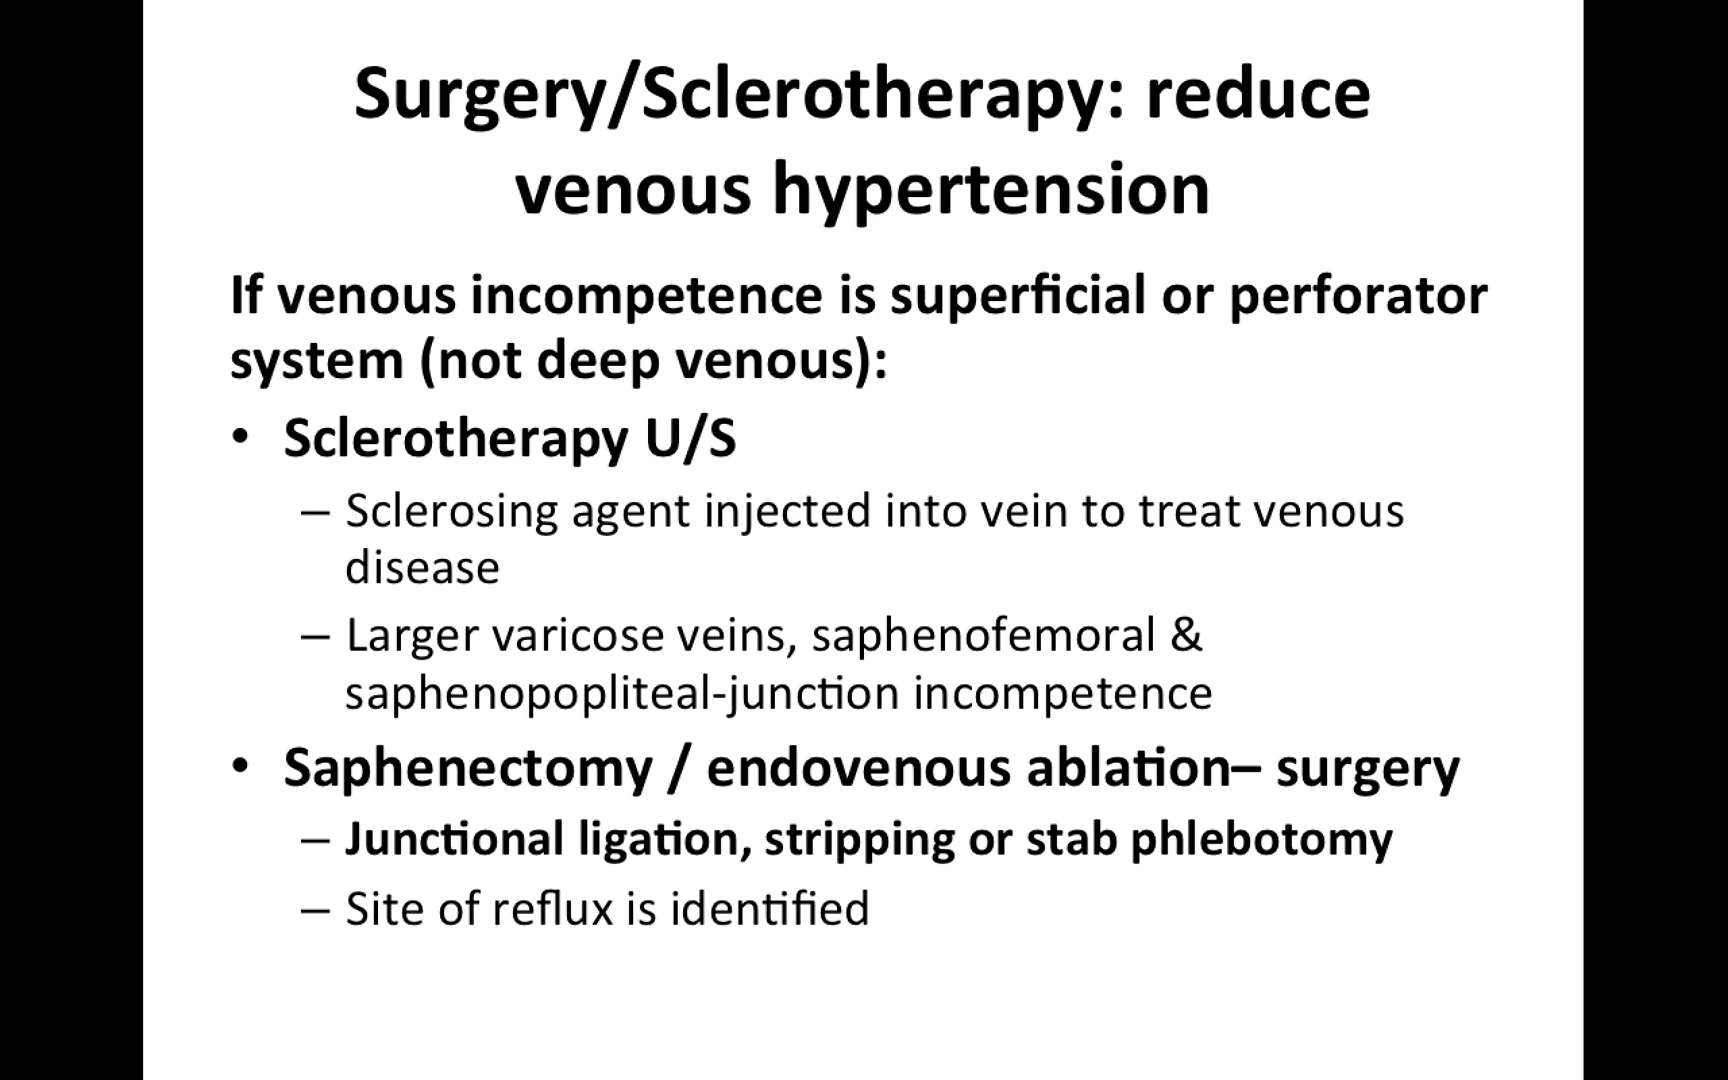 Surgery/Sclerotherapy: reduce
venous hypertension
If venous incompetence is superficial or perforator
system (not deep venous):
• Sclerotherapy U/S
– Sclerosing agent injected into vein to treat venous
disease
– Larger varicose veins, saphenofemoral &
saphenopopliteal-junction incompetence
• Saphenectomy / endovenous ablation– surgery
– Junctional ligation, stripping or stab phlebotomy
– Site of reflux is identified